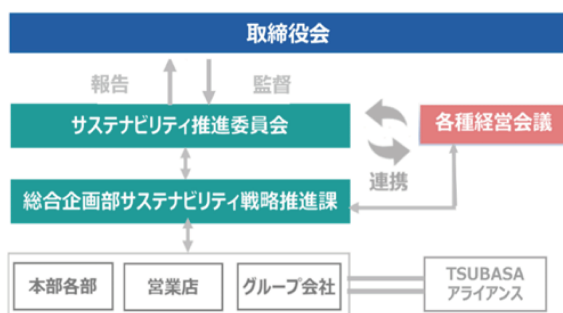 取締役会
報告
監督
サステナビリティ推進委員会
各種経営会議
連携
総合企画部サステナビリティ戦略推進課
本部各部
営業店
グループ会社
TSUBASA
アライアンス